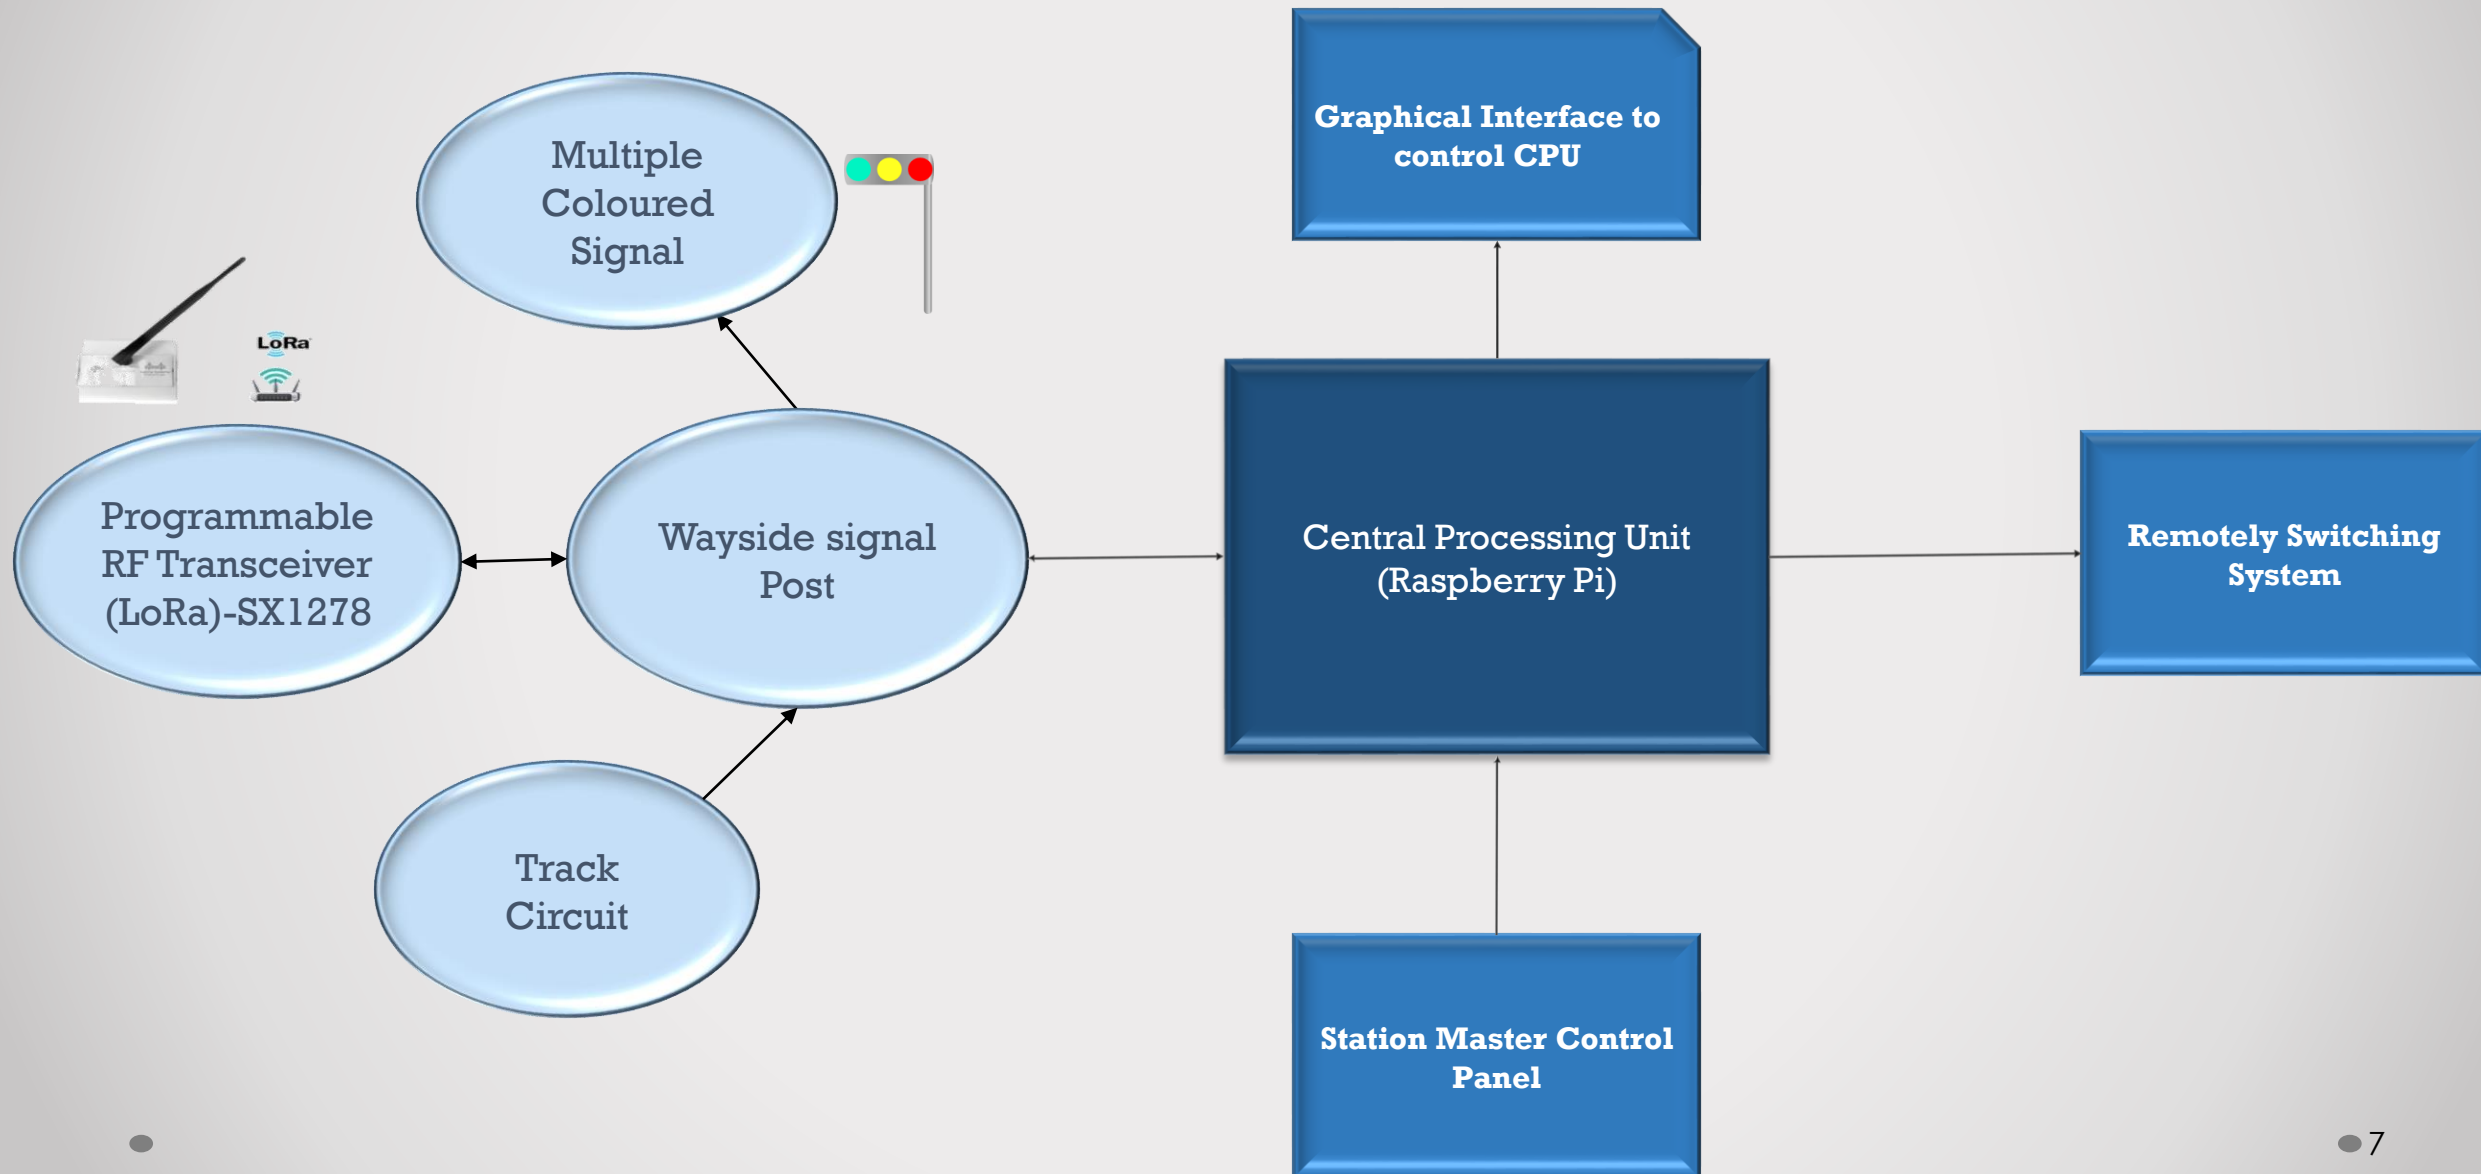 Graphical Interface to
control CPU
Multiple
Coloured
Signal
LoRa
Programmable
RF Transceiver
(LoRa)-SX1278
Wayside signal
Post
Central Processing Unit
(Raspberry Pi)
Remotely Switching
System
Track
Circuit
Station Master Control
Panel
7